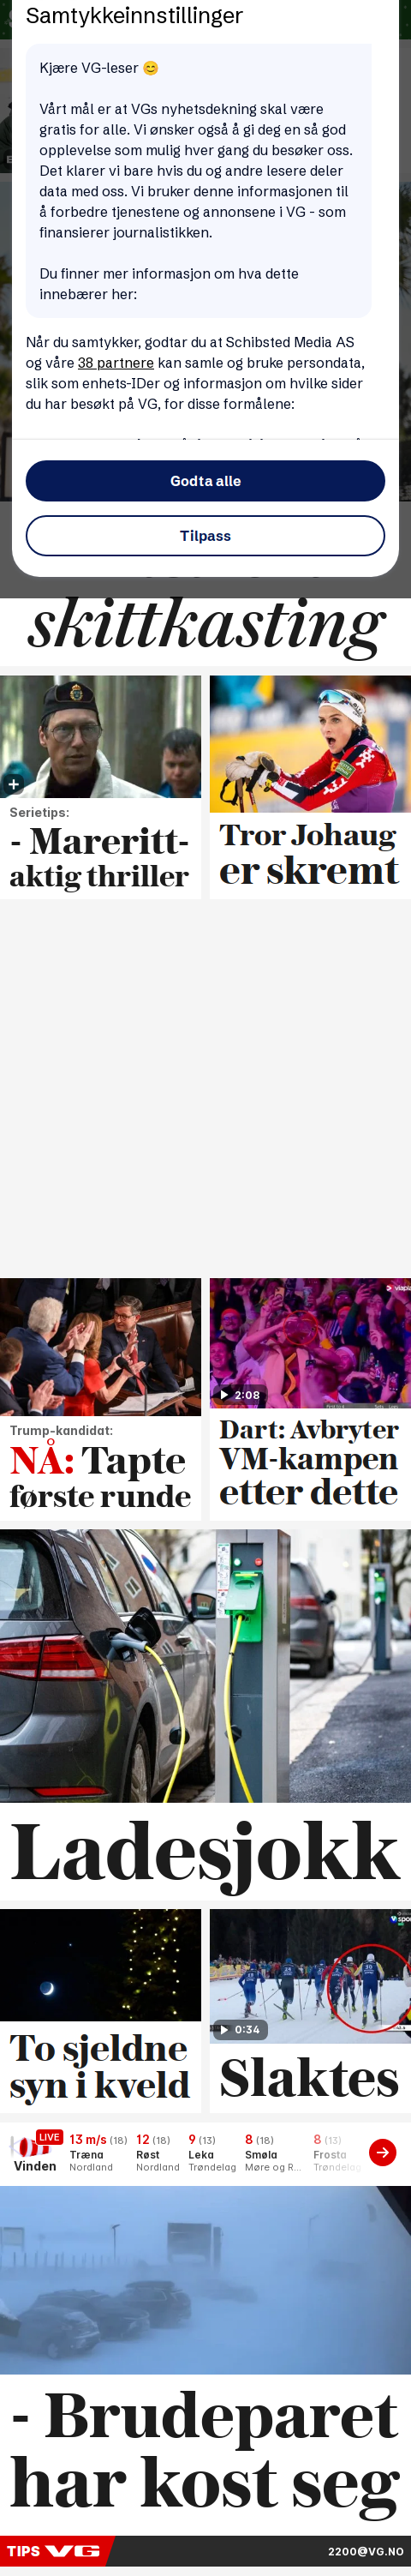 Samtykkeinnstillinger
Kjære VG-leser 😊
Vårt mål er at VGs nyhetsdekning skal være
gratis for alle. Vi ønsker også å gi deg en så god
opplevelse som mulig hver gang du besøker oss.
Det klarer vi bare hvis du og andre lesere deler
data med oss. Vi bruker denne informasjonen til
å forbedre tjenestene og annonsene i VG - som
finansierer journalistikken.
Du finner mer informasjon om hva dette
innebærer her:
Når du samtykker, godtar du at Schibsted Media AS
og våre 38 partnere kan samle og bruke persondata,
slik som enhets-IDer og informasjon om hvilke sider
du har besøkt på VG, for disse formålene:
Godta alle
Tilpass
skittkasting
Serietips:
- Mareritt-
aktig thriller
Tror Johaug
er skremt
Trump-kandidat:
NÅ: Tapte
første runde
2:08
Dart: Avbryter
VM-kampen
etter dette
Ladesjokk
To sjeldne
syn i kveld
0:34
Slaktes
LIVE
Vinden
13 m/s (18)
Træna
Nordland
12 (18)
Røst
Nordland
9 (13)
Leka
Trøndelag
8 (18)
Smøla
Møre og R...
8 (13)
Frosta
Trøndelag
- Brudeparet
har kost seg
TIPS VG
2200@VG.NO